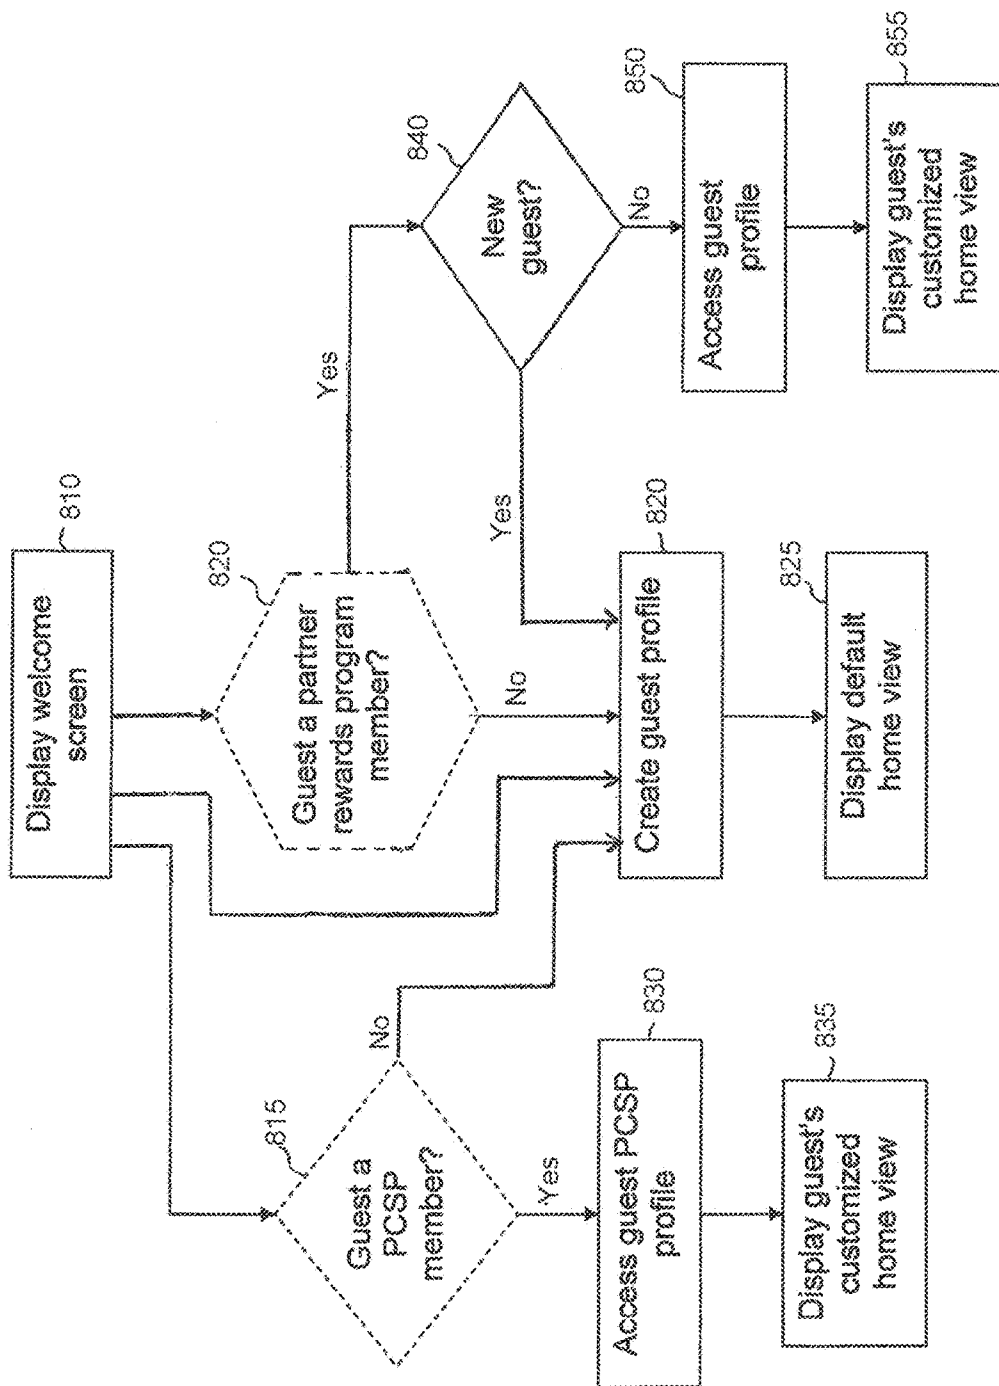 Display welcome
screen
810
Guest a
PCSP
member?
815
Guest a partner
rewards program
member?
820
Yes
New
guest?
840
No
Yes
No
Yes
No
Access guest PCSP
profile
830
Create guest profile
820
Access guest
profile
850
Display guest's
customized
home view
835
Display default
home view
825
Display guest's
customized
home view
855